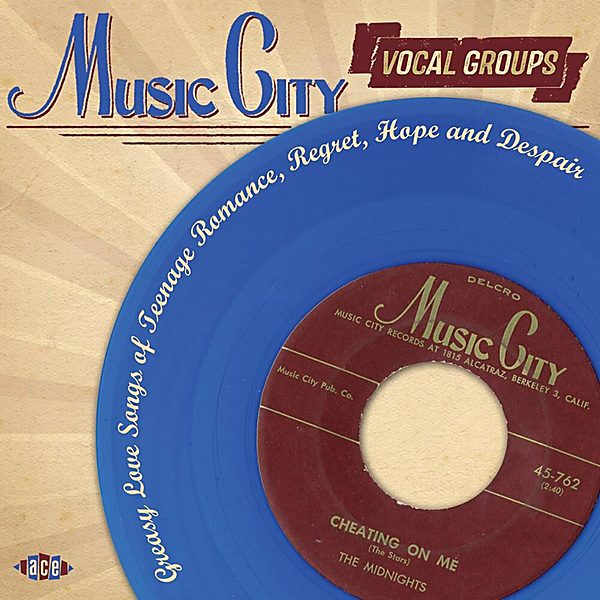 Music City
VOCAL GROUPS
Greasy Love Songs of Teenage Romance, Regret, Hope and Despair
DELCRO
Music City
MUSIC CITY RECORDS AT 1815 ALCATRAZ, BERKELEY 3, CALIF.
Music City Pub. Co.
45-762
(2:40)
CHEATING ON ME
(The Stars)
THE MIDNIGHTS
ace